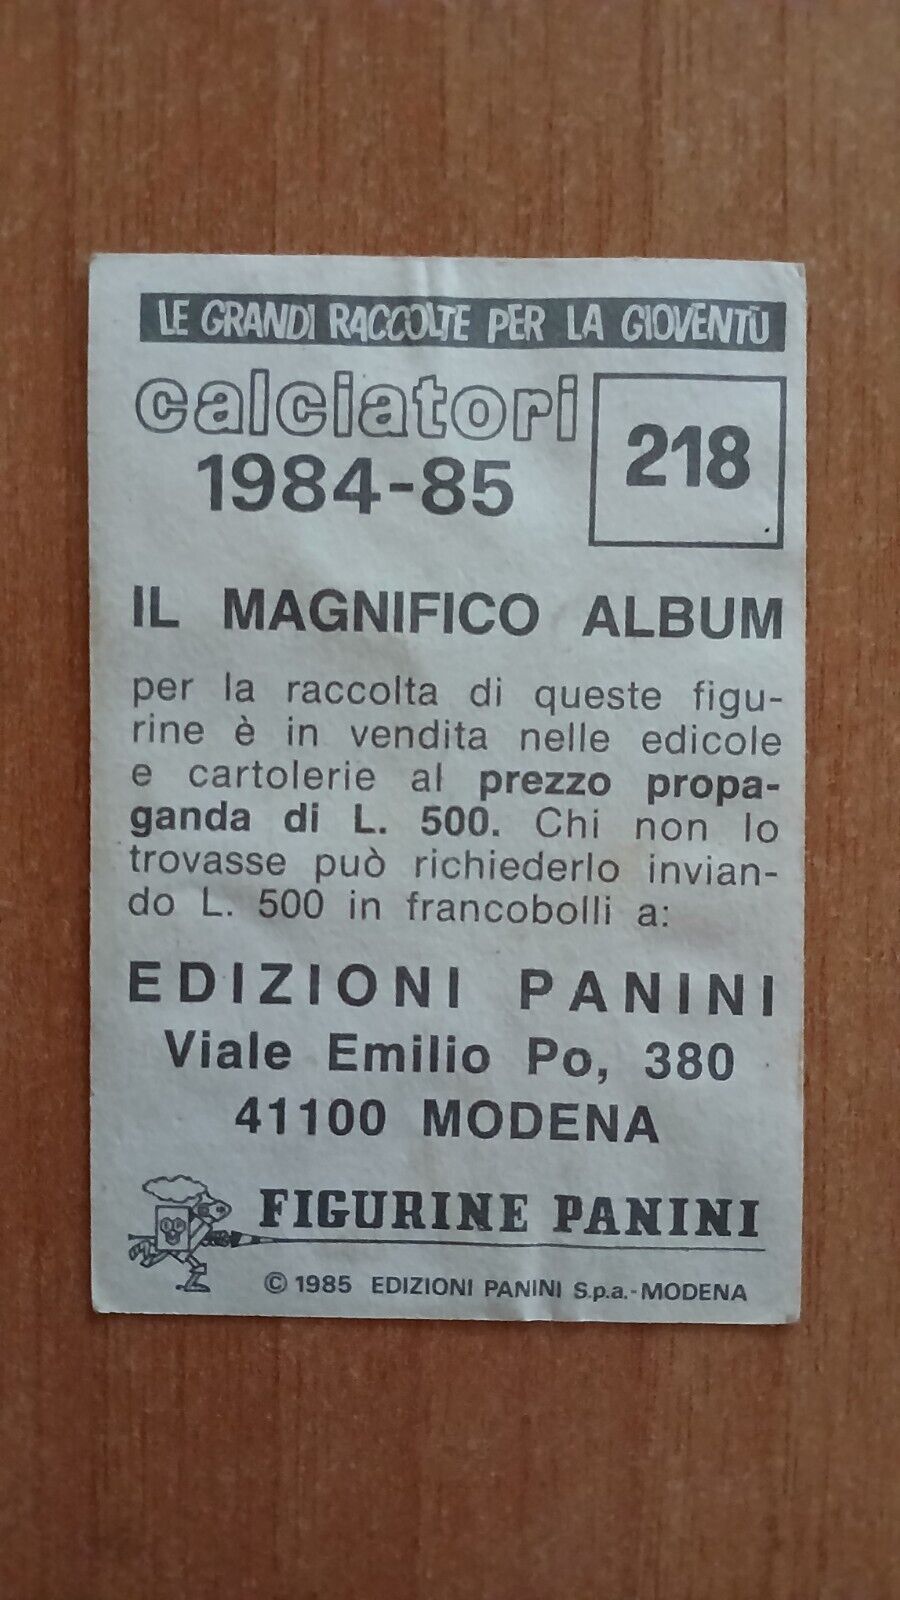 LE GRANDI RACCOLTE PER LA GIOVENTÙ
calciatori
1984-85
218
IL MAGNIFICO ALBUM
per la raccolta di queste figu-
rine è in vendita nelle edicole
e cartolerie al prezzo propa-
ganda di L. 500. Chi non lo
trovasse può richiederlo invian-
do L. 500 in francobolli a:
EDIZIONI PANINI
Viale Emilio Po, 380
41100 MODENA
FIGURINE PANINI
© 1985 EDIZIONI PANINI S.p.a.-MODENA